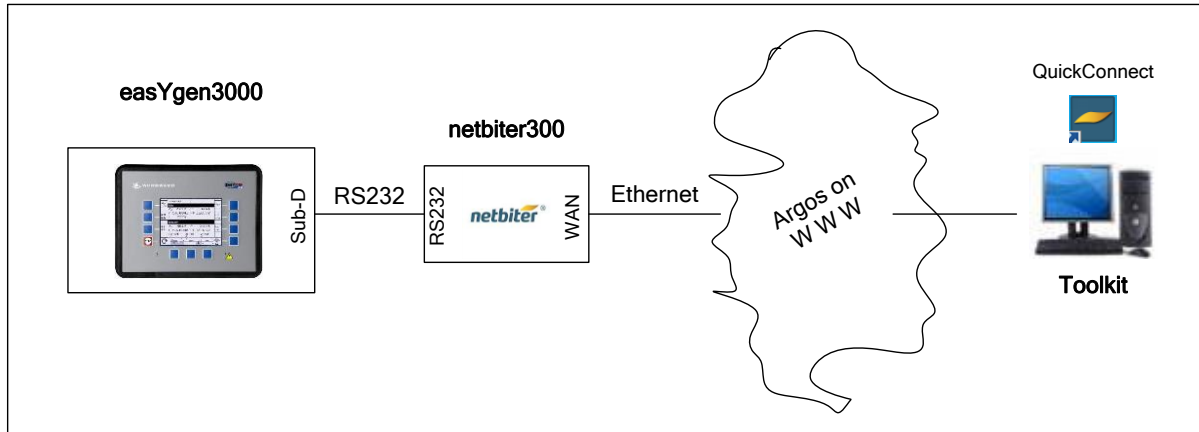 easYgen3000
Sub-D
RS232
netbiter300
RS232
netbiter®
WAN
Ethernet
Argos on
W W W
QuickConnect
Toolkit